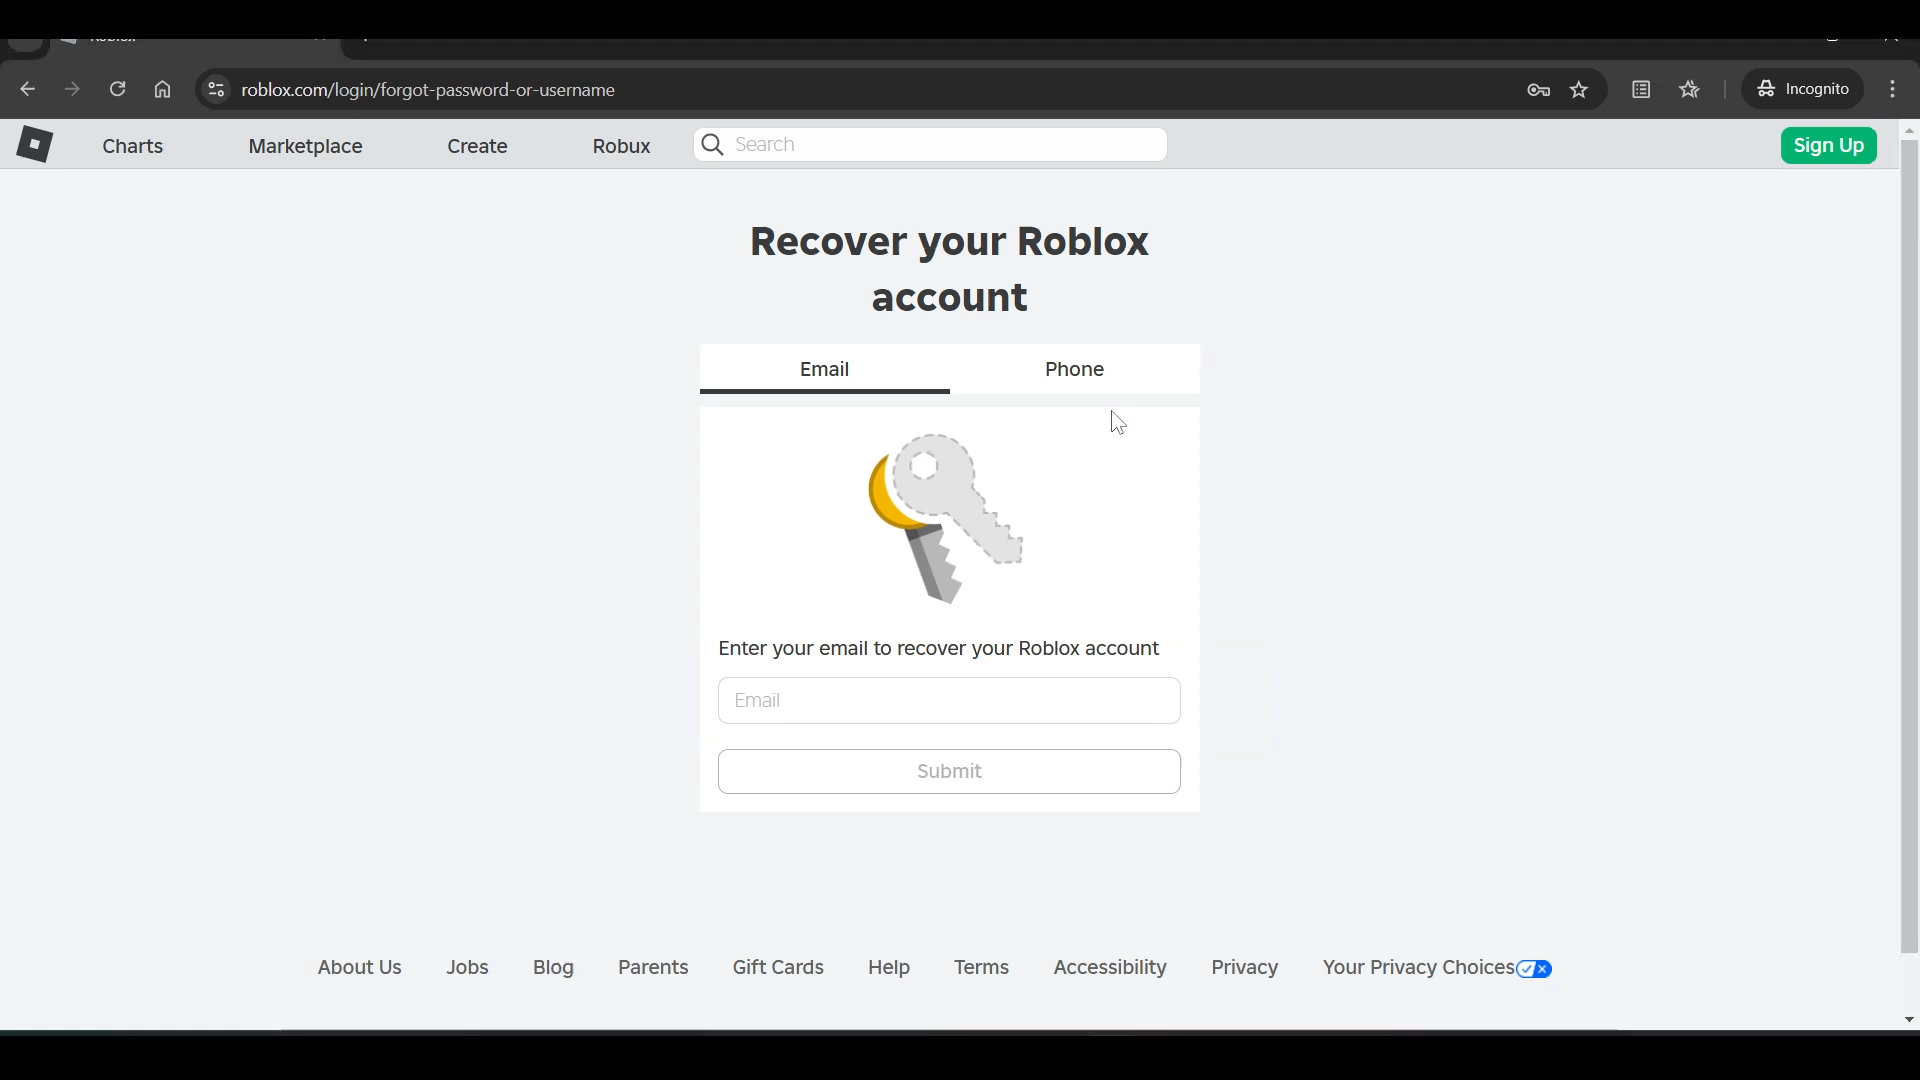 roblox.com/login/forgot-password-or-username
Incognito
Charts
Marketplace
Create
Robux
Search
Sign Up
Recover your Roblox
account
Email
Phone
Enter your email to recover your Roblox account
Email
Submit
About Us
Jobs
Blog
Parents
Gift Cards
Help
Terms
Accessibility
Privacy
Your Privacy Choices